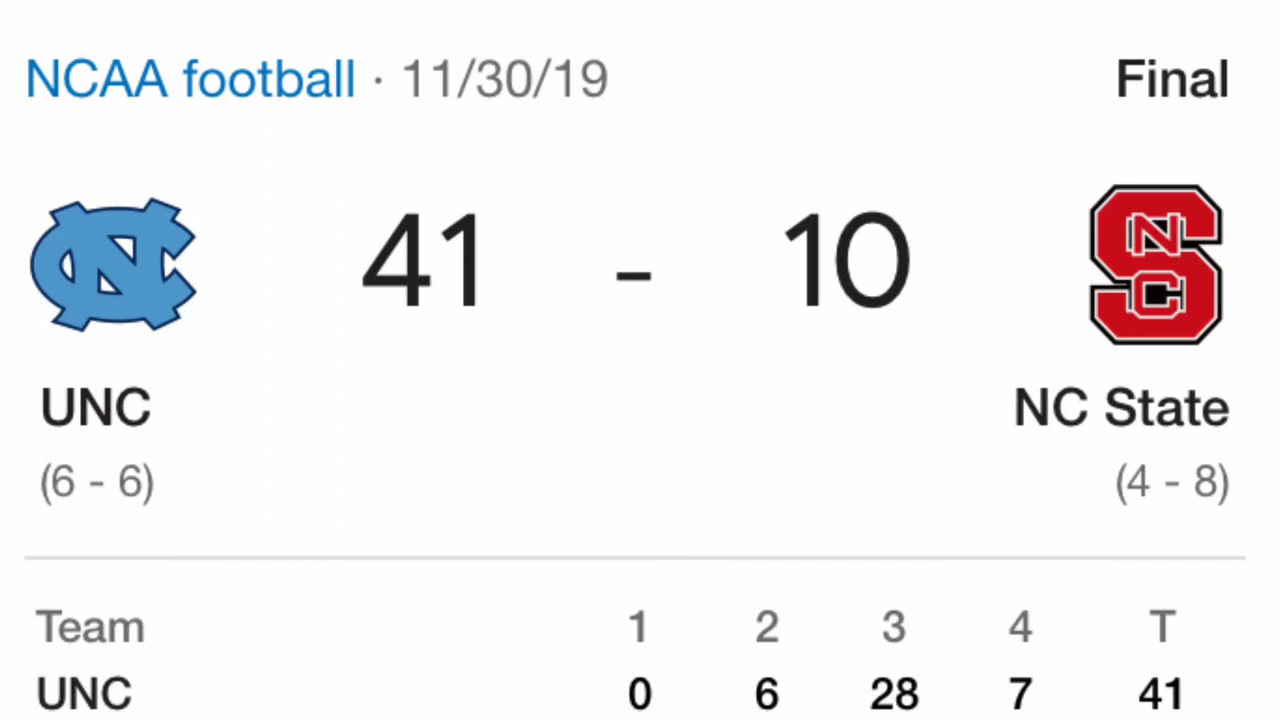 NCAA football · 11/30/19 Final
41 - 10
UNC NC State
(6 - 6) (4 - 8)
Team 1 2 3 4 T
UNC 0 6 28 7 41